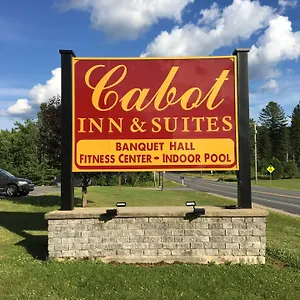 Cabot
INN & SUITES
BANQUET HALL
FITNESS CENTER • INDOOR POOL